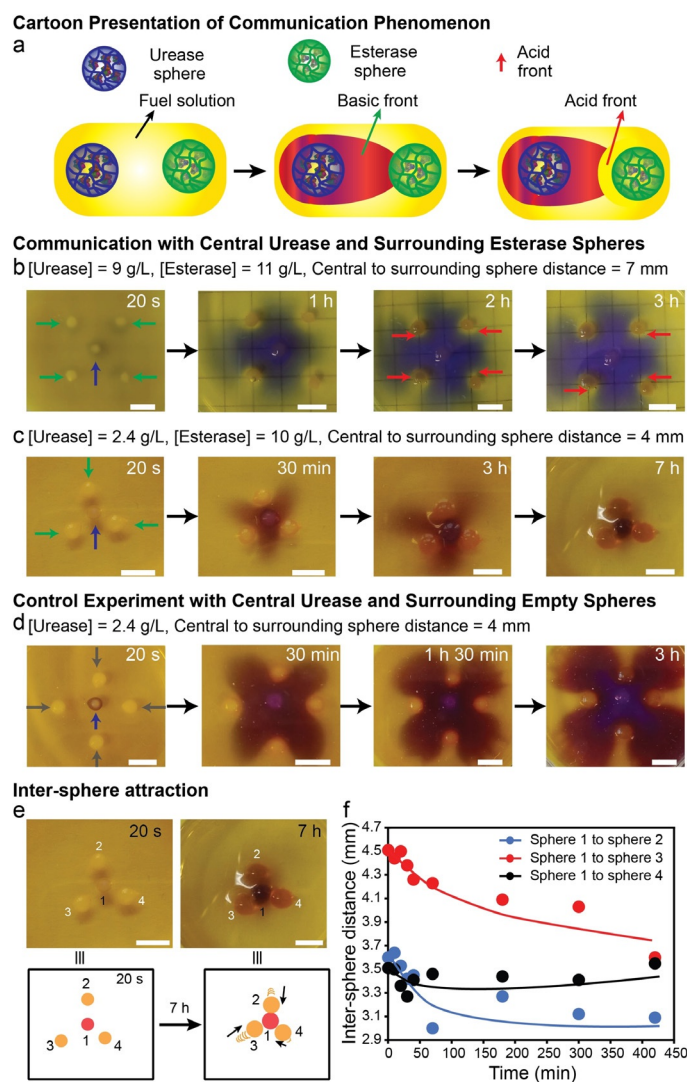 Cartoon Presentation of Communication Phenomenon
a
Urease sphere
Esterase sphere
Acid front
Fuel solution
Basic front
Acid front
Communication with Central Urease and Surrounding Esterase Spheres
b [Urease] = 9 g/L, [Esterase] = 11 g/L, Central to surrounding sphere distance = 7 mm
20 s
1 h
2 h
3 h
c [Urease] = 2.4 g/L, [Esterase] = 10 g/L, Central to surrounding sphere distance = 4 mm
20 s
30 min
3 h
7 h
Control Experiment with Central Urease and Surrounding Empty Spheres
d [Urease] = 2.4 g/L, Central to surrounding sphere distance = 4 mm
20 s
30 min
1 h 30 min
3 h
Inter-sphere attraction
e
20 s
2
3
1
4
7 h
2
3
1
4
20 s
2
3
1
4
7 h
2
3
1
4
f
Inter-sphere distance (mm)
4.7
4.5
4.3
4.1
3.9
3.7
3.5
3.3
3.1
2.9
Sphere 1 to sphere 2
Sphere 1 to sphere 3
Sphere 1 to sphere 4
0 50 100 150 200 250 300 350 400 450
Time (min)